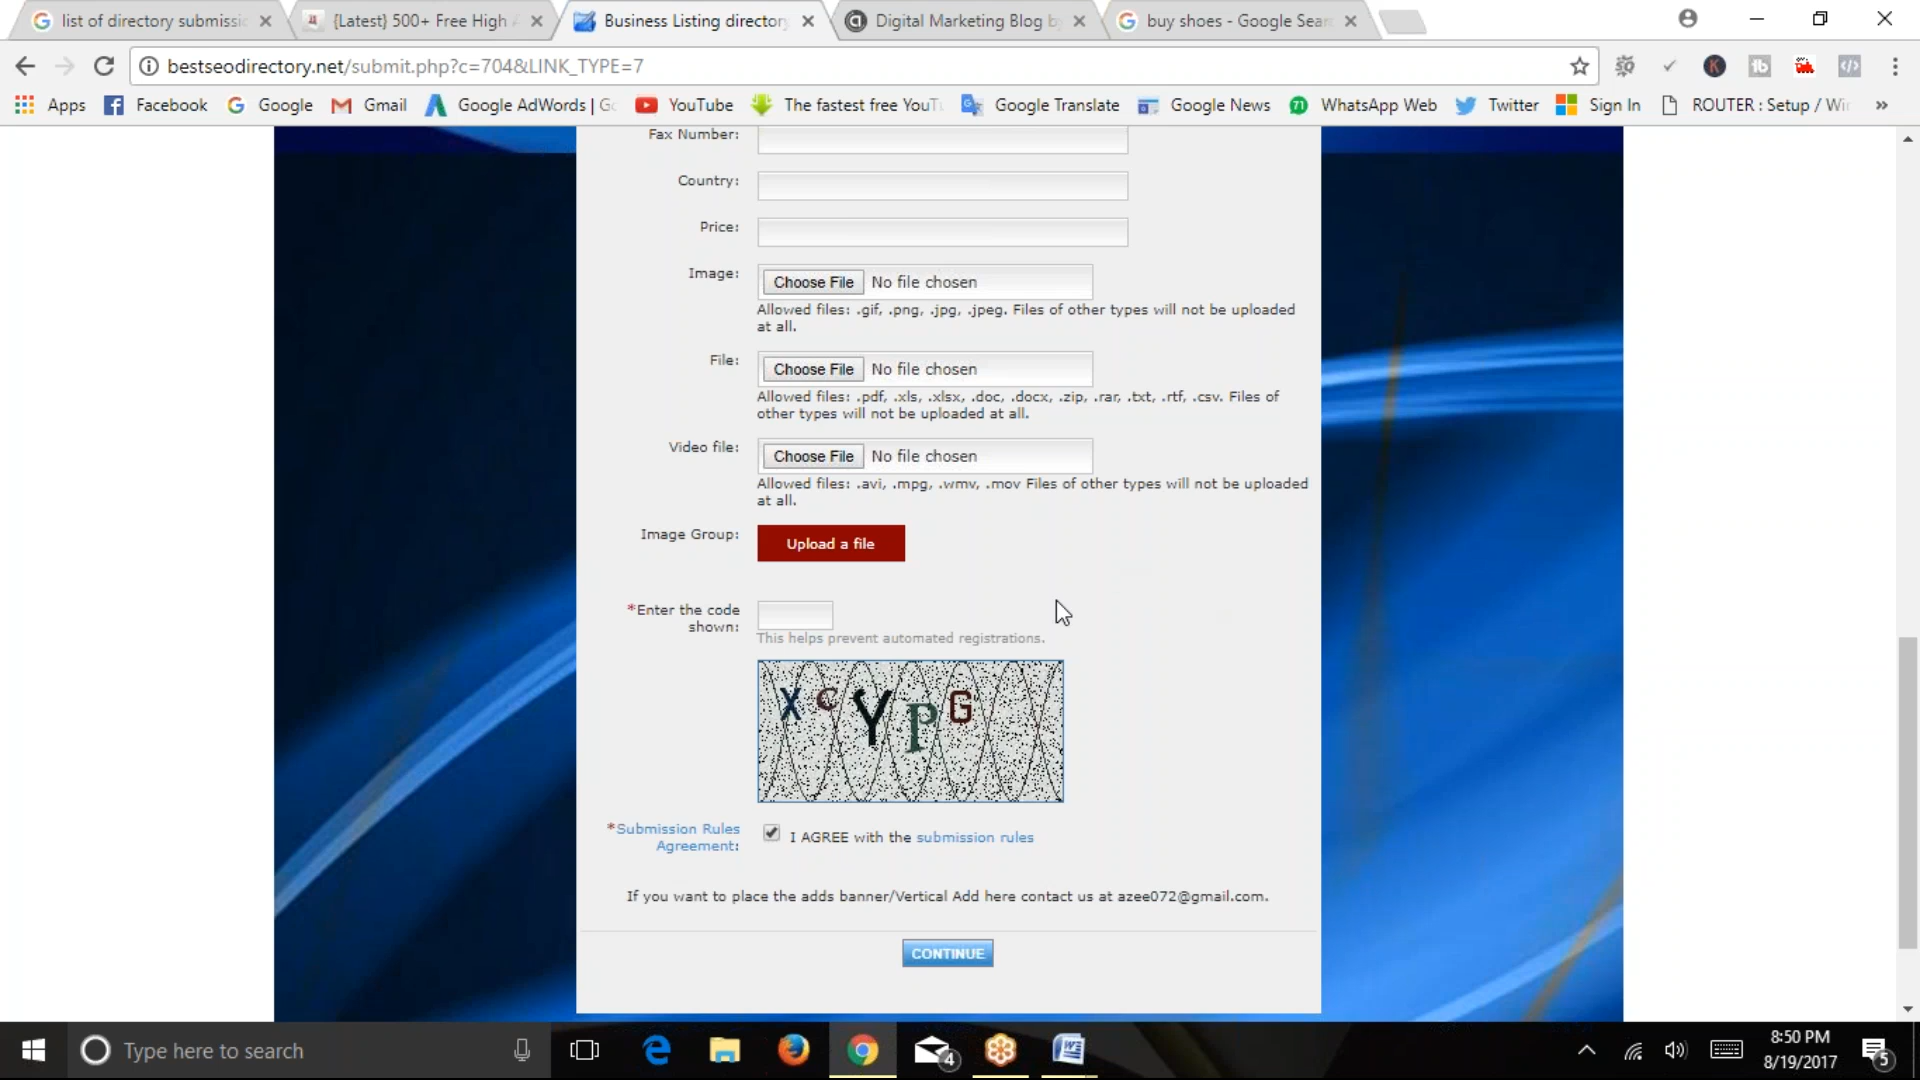 list of directory submissi
{Latest} 500+ Free High
Business Listing directory
Digital Marketing Blog b
buy shoes - Google Sear
bestseodirectory.net/submit.php?c=704&LINK_TYPE=7
Apps
Facebook
Google
Gmail
Google AdWords | G
YouTube
The fastest free YouT
Google Translate
Google News
71
WhatsApp Web
Twitter
Sign In
ROUTER : Setup / Wi
»
Fax Number:
Country:
Price:
Image: Choose File No file chosen
Allowed files: .gif, .png, .jpg, .jpeg. Files of other types will not be uploaded
at all.
File: Choose File No file chosen
Allowed files: .pdf, .xls, .xlsx, .doc, .docx, .zip, .rar, .txt, .rtf, .csv. Files of
other types will not be uploaded at all.
Video file: Choose File No file chosen
Allowed files: .avi, .mpg, .wmv, .mov Files of other types will not be uploaded
at all.
Image Group: Upload a file
*Enter the code
shown:
This helps prevent automated registrations.
XCYPG
*Submission Rules
Agreement:
I AGREE with the submission rules
If you want to place the adds banner/Vertical Add here contact us at azee072@gmail.com.
CONTINUE
Type here to search
4
8:50 PM
8/19/2017
5